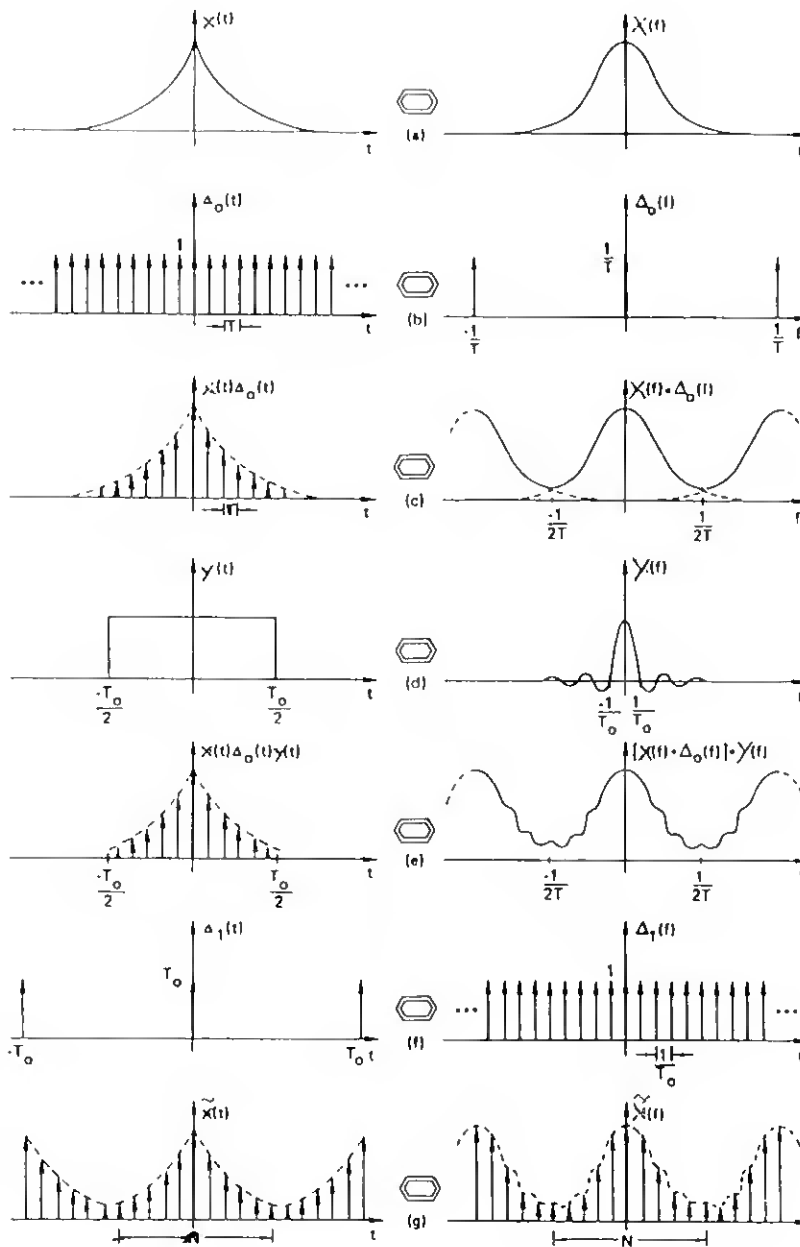 x(t) X(f)
t (a) f
Δ₀(t) Δ₀(f)
1 1/T
... ...
T t (b) -1/T 1/T f
x(t)Δ₀(t) X(f)*Δ₀(f)
T t (c) -1/2T 1/2T f
y(t) Y(f)
-T₀/2 T₀/2 t (d) -1/T₀ 1/T₀
x(t)Δ₀(t)y(t) [X(f)*Δ₀(f)]*Y(f)
-T₀/2 T₀/2 t (e) -1/2T 1/2T
Δ₁(t) Δ₁(f)
T₀ 1
... ...
-T₀ T₀ t (f) 1/T₀
x̃(t) X̃(f)
t (g) N